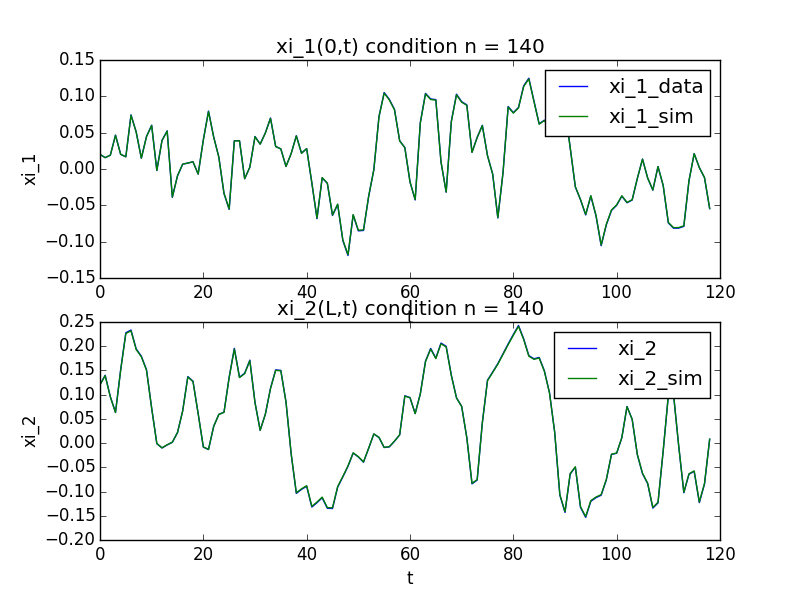 xi_1(0,t) condition n = 140
0.15
0.10
0.05
0.00
−0.05
−0.10
−0.15
xi_1
xi_1_data
xi_1_sim
0 20 40 60 80 100 120
t
xi_2(L,t) condition n = 140
0.25
0.20
0.15
0.10
0.05
0.00
−0.05
−0.10
−0.15
−0.20
xi_2
xi_2
xi_2_sim
0 20 40 60 80 100 120
t